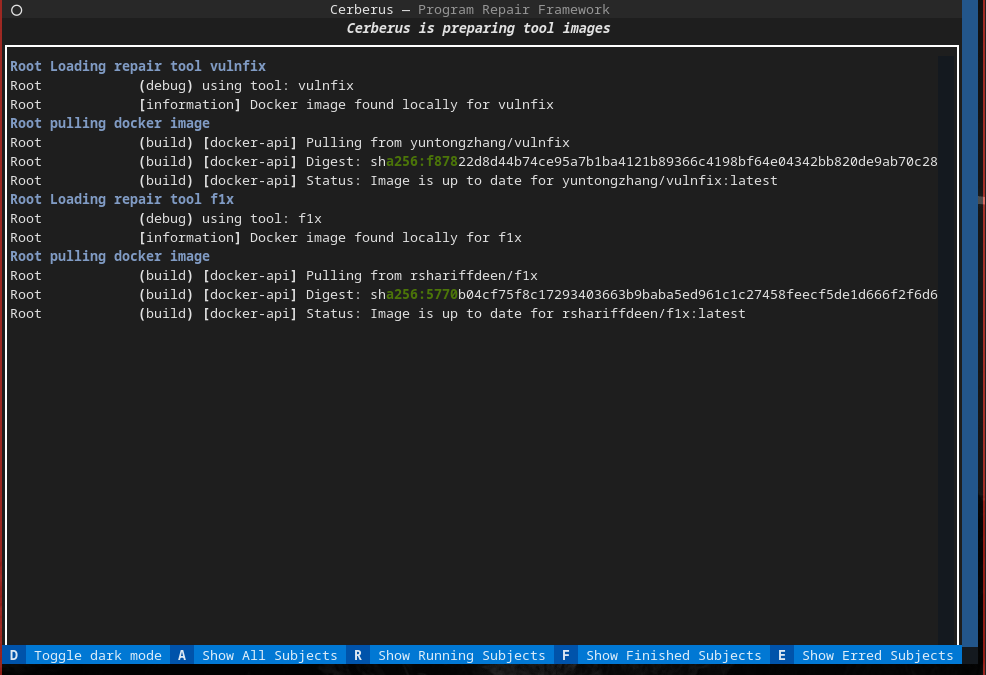 Cerberus — Program Repair Framework
Cerberus is preparing tool images
Root Loading repair tool vulnfix
Root (debug) using tool: vulnfix
Root [information] Docker image found locally for vulnfix
Root pulling docker image
Root (build) [docker-api] Pulling from yuntongzhang/vulnfix
Root (build) [docker-api] Digest: sha256:f87822d8d44b74ce95a7b1ba4121b89366c4198bf64e04342bb820de9ab70c28
Root (build) [docker-api] Status: Image is up to date for yuntongzhang/vulnfix:latest
Root Loading repair tool f1x
Root (debug) using tool: f1x
Root [information] Docker image found locally for f1x
Root pulling docker image
Root (build) [docker-api] Pulling from rshariffdeen/f1x
Root (build) [docker-api] Digest: sha256:5770b04cf75f8c17293403663b9baba5ed961c1c27458feecf5de1d666f2f6d6
Root (build) [docker-api] Status: Image is up to date for rshariffdeen/f1x:latest
D Toggle dark mode A Show All Subjects R Show Running Subjects F Show Finished Subjects E Show Erred Subjects